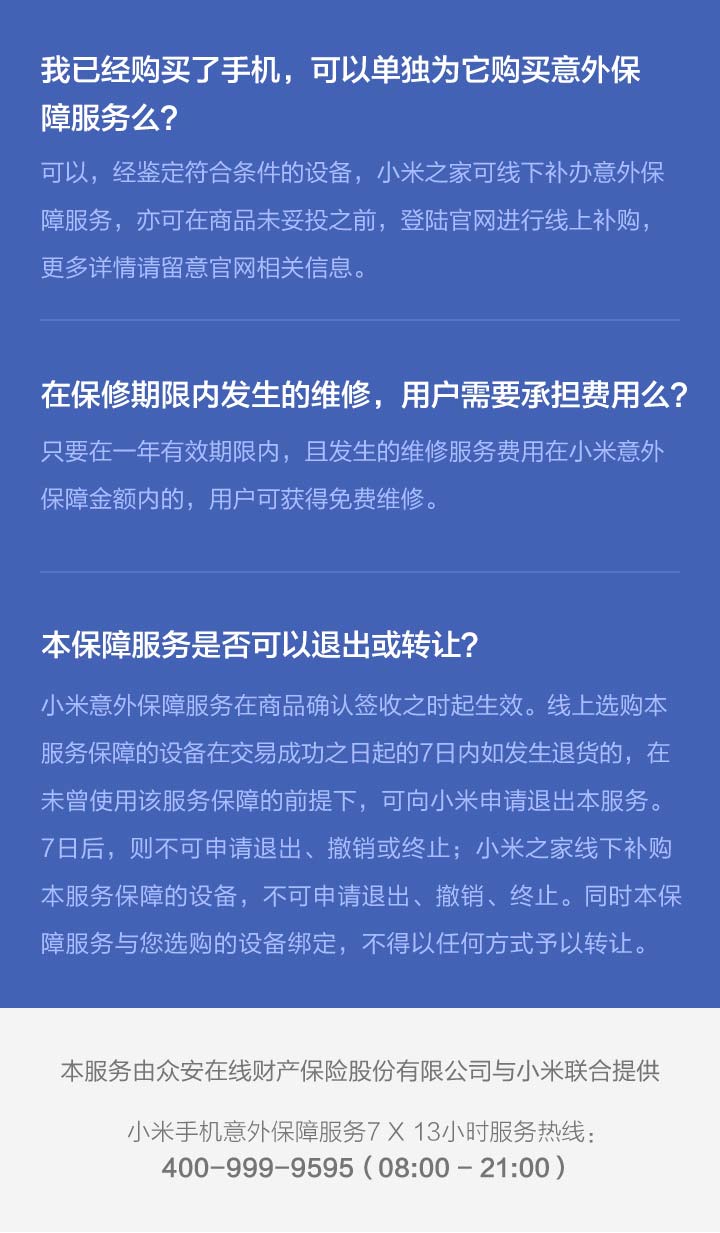 我已经购买了手机，可以单独为它购买意外保
障服务么？
可以，经鉴定符合条件的设备，小米之家可线下补办意外保
障服务，亦可在商品未妥投之前，登陆官网进行线上补购，
更多详情请留意官网相关信息。
在保修期限内发生的维修，用户需要承担费用么？
只要在一年有效期限内，且发生的维修服务费用在小米意外
保障金额内的，用户可获得免费维修。
本保障服务是否可以退出或转让？
小米意外保障服务在商品确认签收之时起生效。线上选购本
服务保障的设备在交易成功之日起的7日内如发生退货的，在
未曾使用该服务保障的前提下，可向小米申请退出本服务。
7日后，则不可申请退出、撤销或终止；小米之家线下补购
本服务保障的设备，不可申请退出、撤销、终止。同时本保
障服务与您选购的设备绑定，不得以任何方式予以转让。
本服务由众安在线财产保险股份有限公司与小米联合提供
小米手机意外保障服务7 X 13小时服务热线：
400-999-9595（08:00 - 21:00）